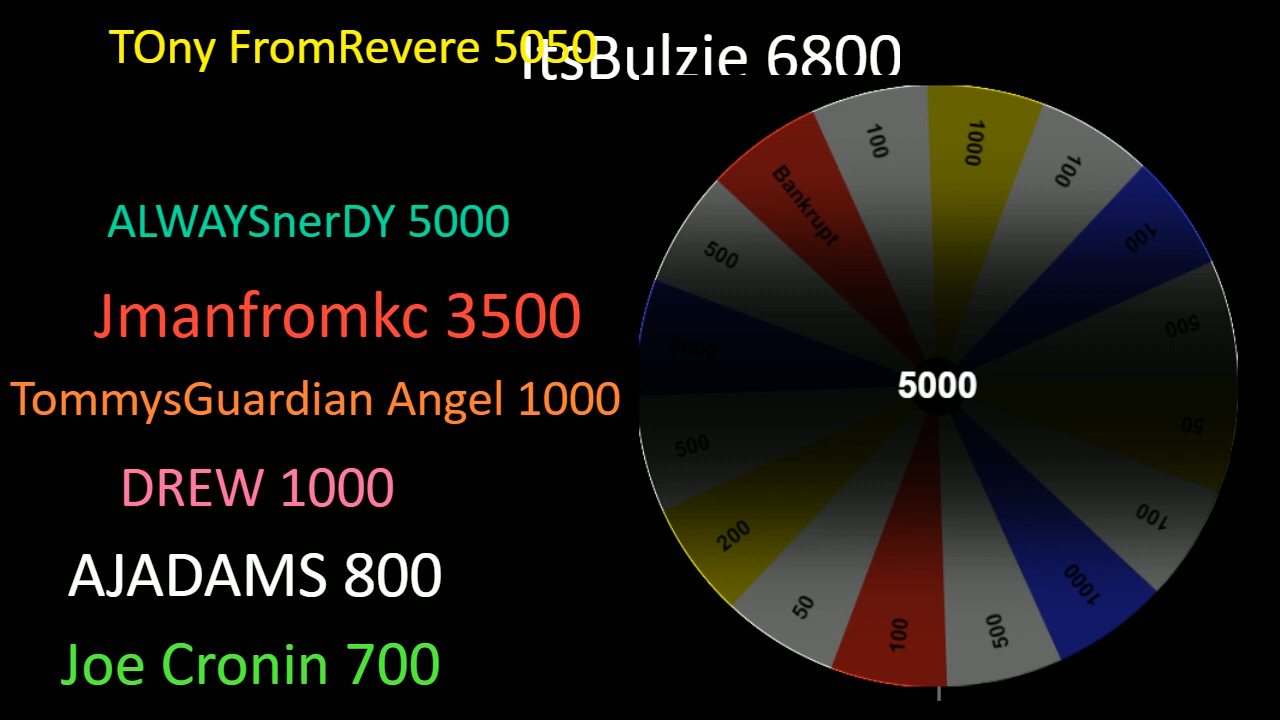 TOny FromRevere 5050
ItsBulzie 6800
ALWAYSnerDY 5000
Jmanfromkc 3500
TommysGuardian Angel 1000
DREW 1000
AJADAMS 800
Joe Cronin 700
1000
100
100
500
50
100
1000
500
100
50
200
500
5000
500
Bankrupt
100
5000